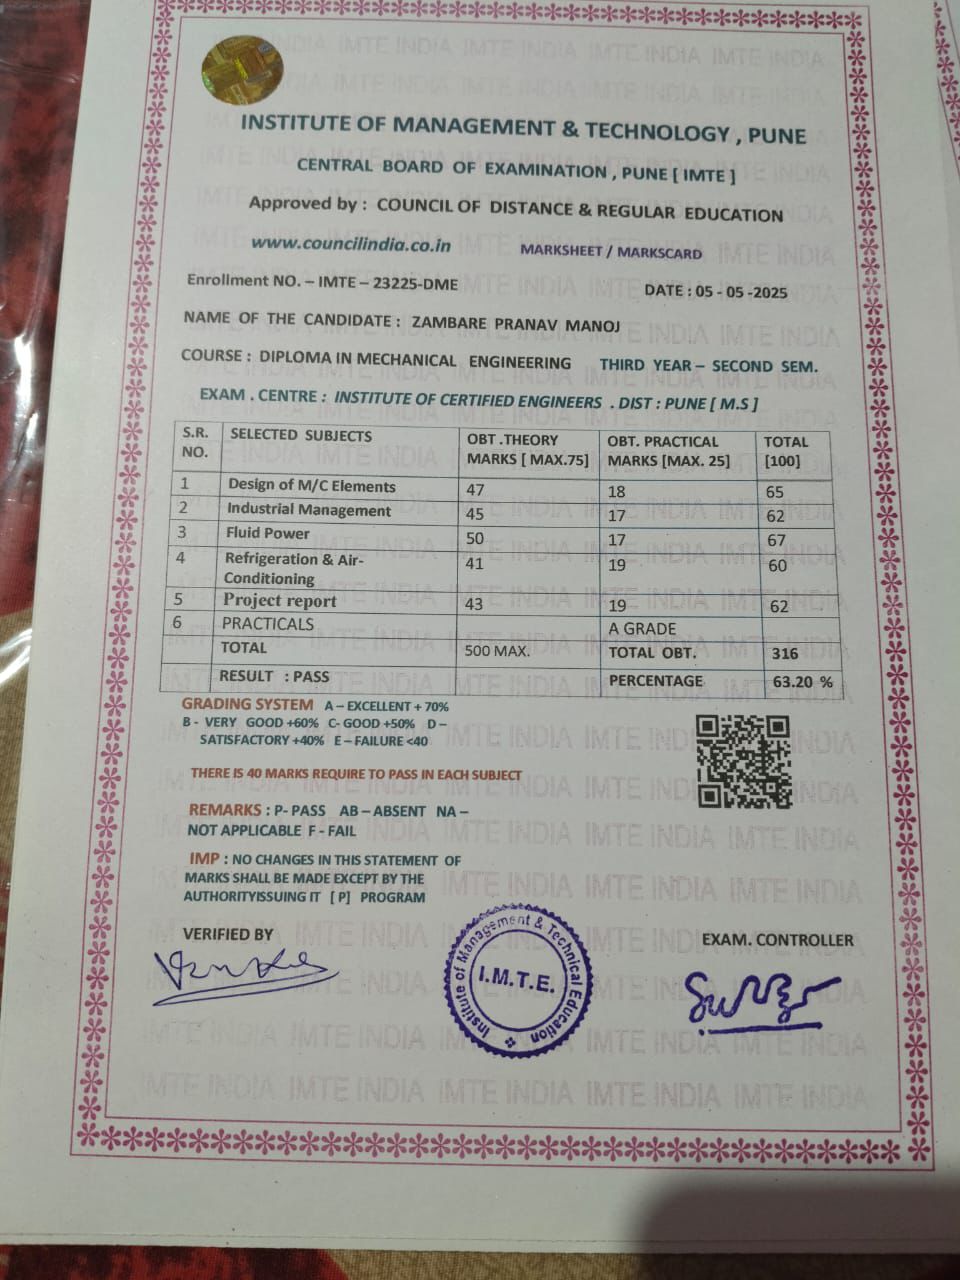 INSTITUTE OF MANAGEMENT & TECHNOLOGY , PUNE
CENTRAL BOARD OF EXAMINATION , PUNE [ IMTE ]
Approved by : COUNCIL OF DISTANCE & REGULAR EDUCATION
www.councilindia.co.in MARKSHEET / MARKSCARD
Enrollment NO. – IMTE – 23225-DME DATE : 05 - 05 -2025
NAME OF THE CANDIDATE : ZAMBARE PRANAV MANOJ
COURSE : DIPLOMA IN MECHANICAL ENGINEERING THIRD YEAR – SECOND SEM.
EXAM . CENTRE : INSTITUTE OF CERTIFIED ENGINEERS . DIST : PUNE [ M.S ]
S.R. NO. SELECTED SUBJECTS OBT .THEORY MARKS [ MAX.75] OBT. PRACTICAL MARKS [MAX. 25] TOTAL [100]
1 Design of M/C Elements 47 18 65
2 Industrial Management 45 17 62
3 Fluid Power 50 17 67
4 Refrigeration & Air-Conditioning 41 19 60
5 Project report 43 19 62
6 PRACTICALS A GRADE
TOTAL 500 MAX. TOTAL OBT. 316
RESULT : PASS PERCENTAGE 63.20 %
GRADING SYSTEM A – EXCELLENT + 70%
B - VERY GOOD +60% C- GOOD +50% D –
SATISFACTORY +40% E – FAILURE <40
THERE IS 40 MARKS REQUIRE TO PASS IN EACH SUBJECT
REMARKS : P- PASS AB – ABSENT NA –
NOT APPLICABLE F - FAIL
IMP : NO CHANGES IN THIS STATEMENT OF
MARKS SHALL BE MADE EXCEPT BY THE
AUTHORITYISSUING IT [ P] PROGRAM
VERIFIED BY
EXAM. CONTROLLER
Institute of Management & Technical Education
I.M.T.E.
IMTE INDIA